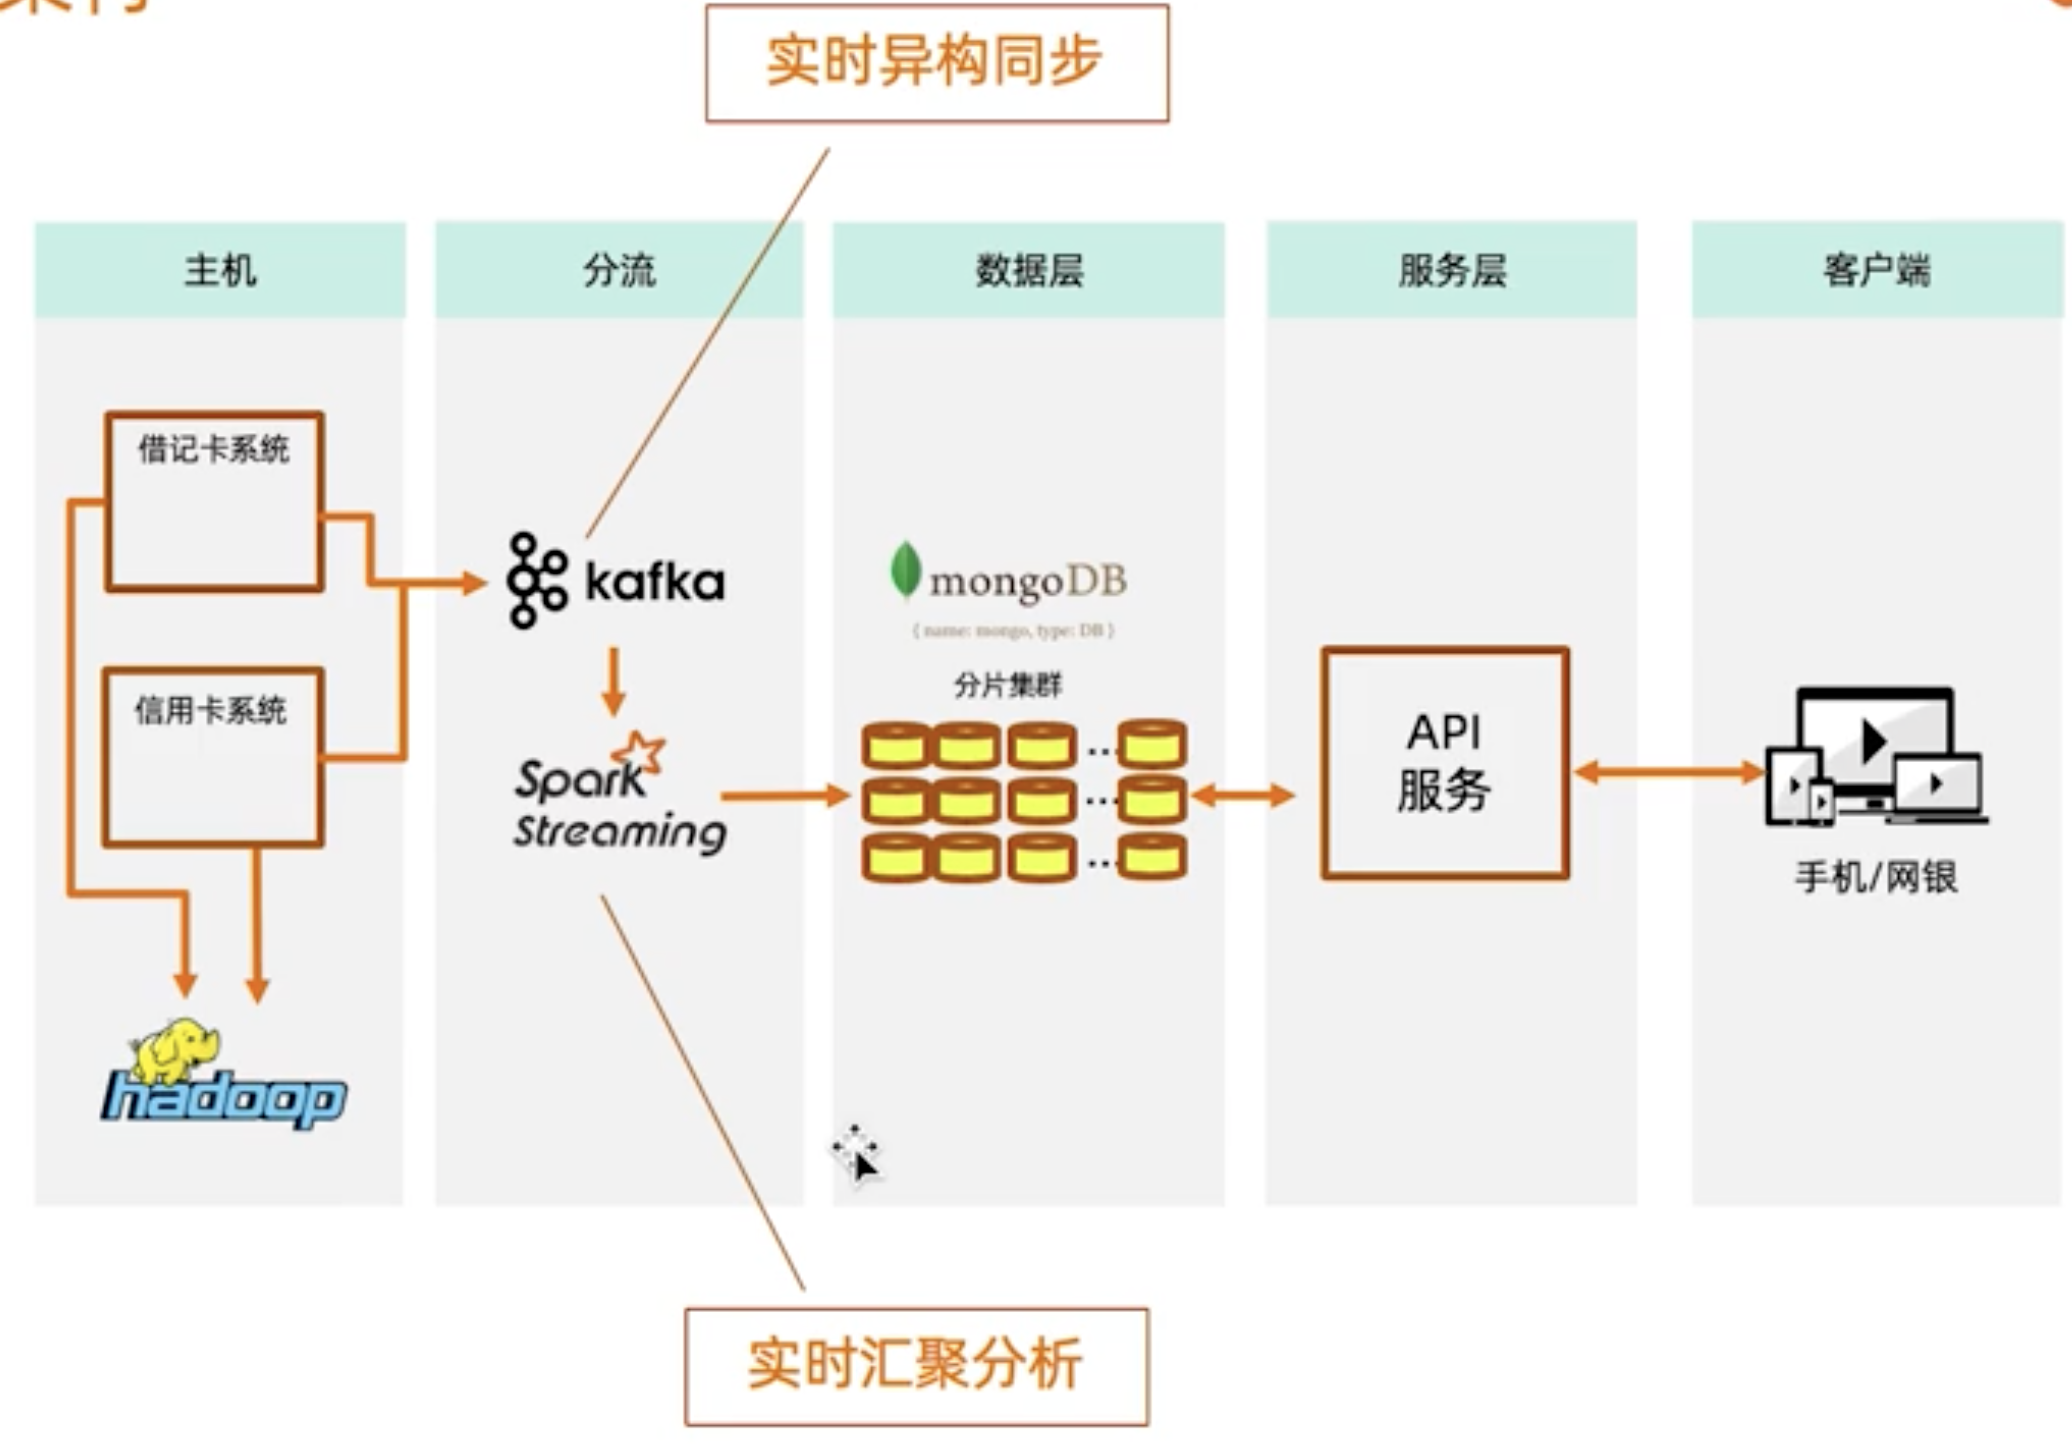 实时异构同步
主机
分流
数据层
服务层
客户端
借记卡系统
信用卡系统
hadoop
kafka
Spark
Streaming
mongoDB
{ name: mongo, type: DB }
分片集群
...
...
...
API
服务
手机/网银
实时汇聚分析